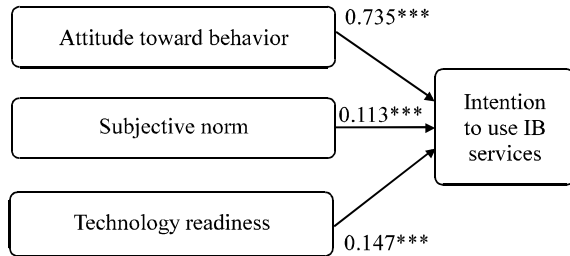 0.735***
Attitude toward behavior
Subjective norm
0.113***
Intention
to use IB
services
Technology readiness
0.147***